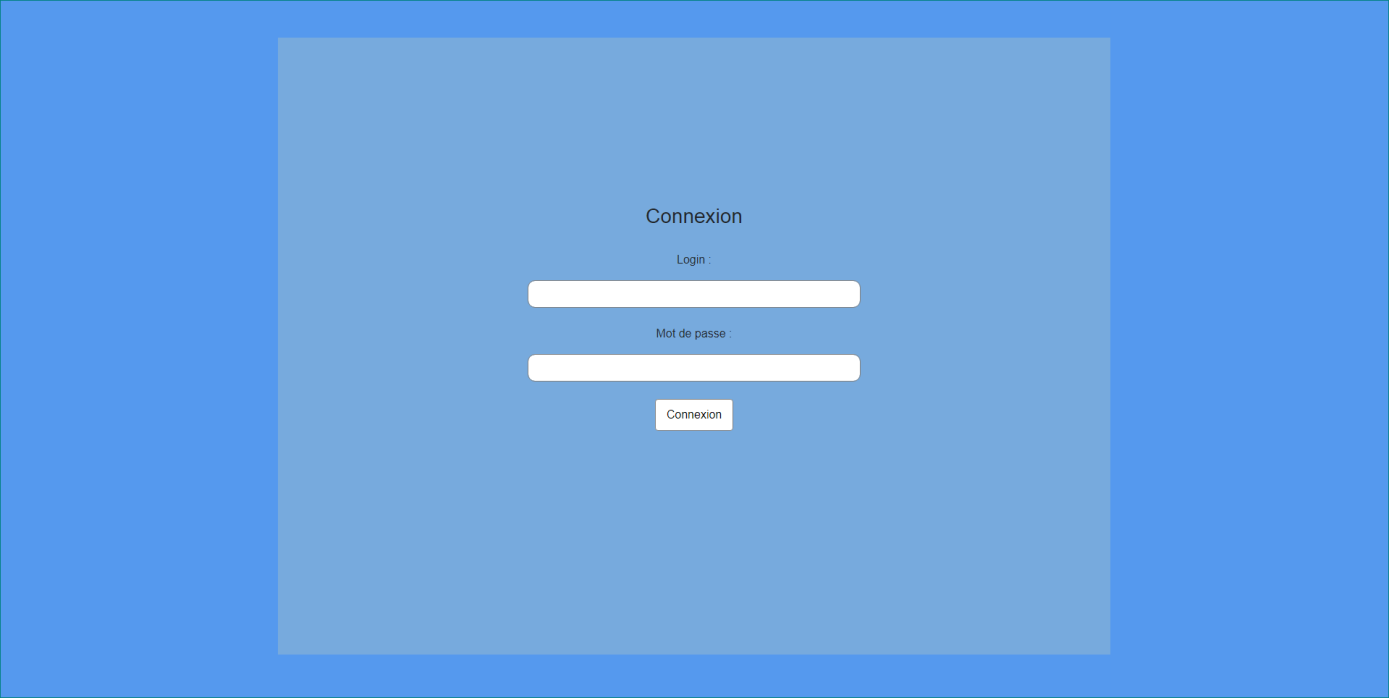 Connexion
Login :
Mot de passe :
Connexion